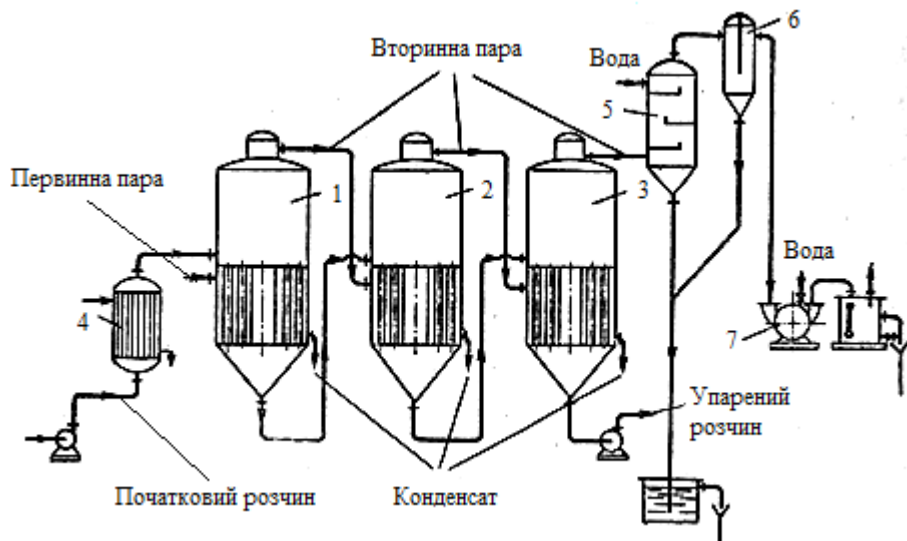 6
Вторинна пара
Вода
5
1
2
3
Первинна пара
Вода
4
7
Упарений
розчин
Початковий розчин
Конденсат